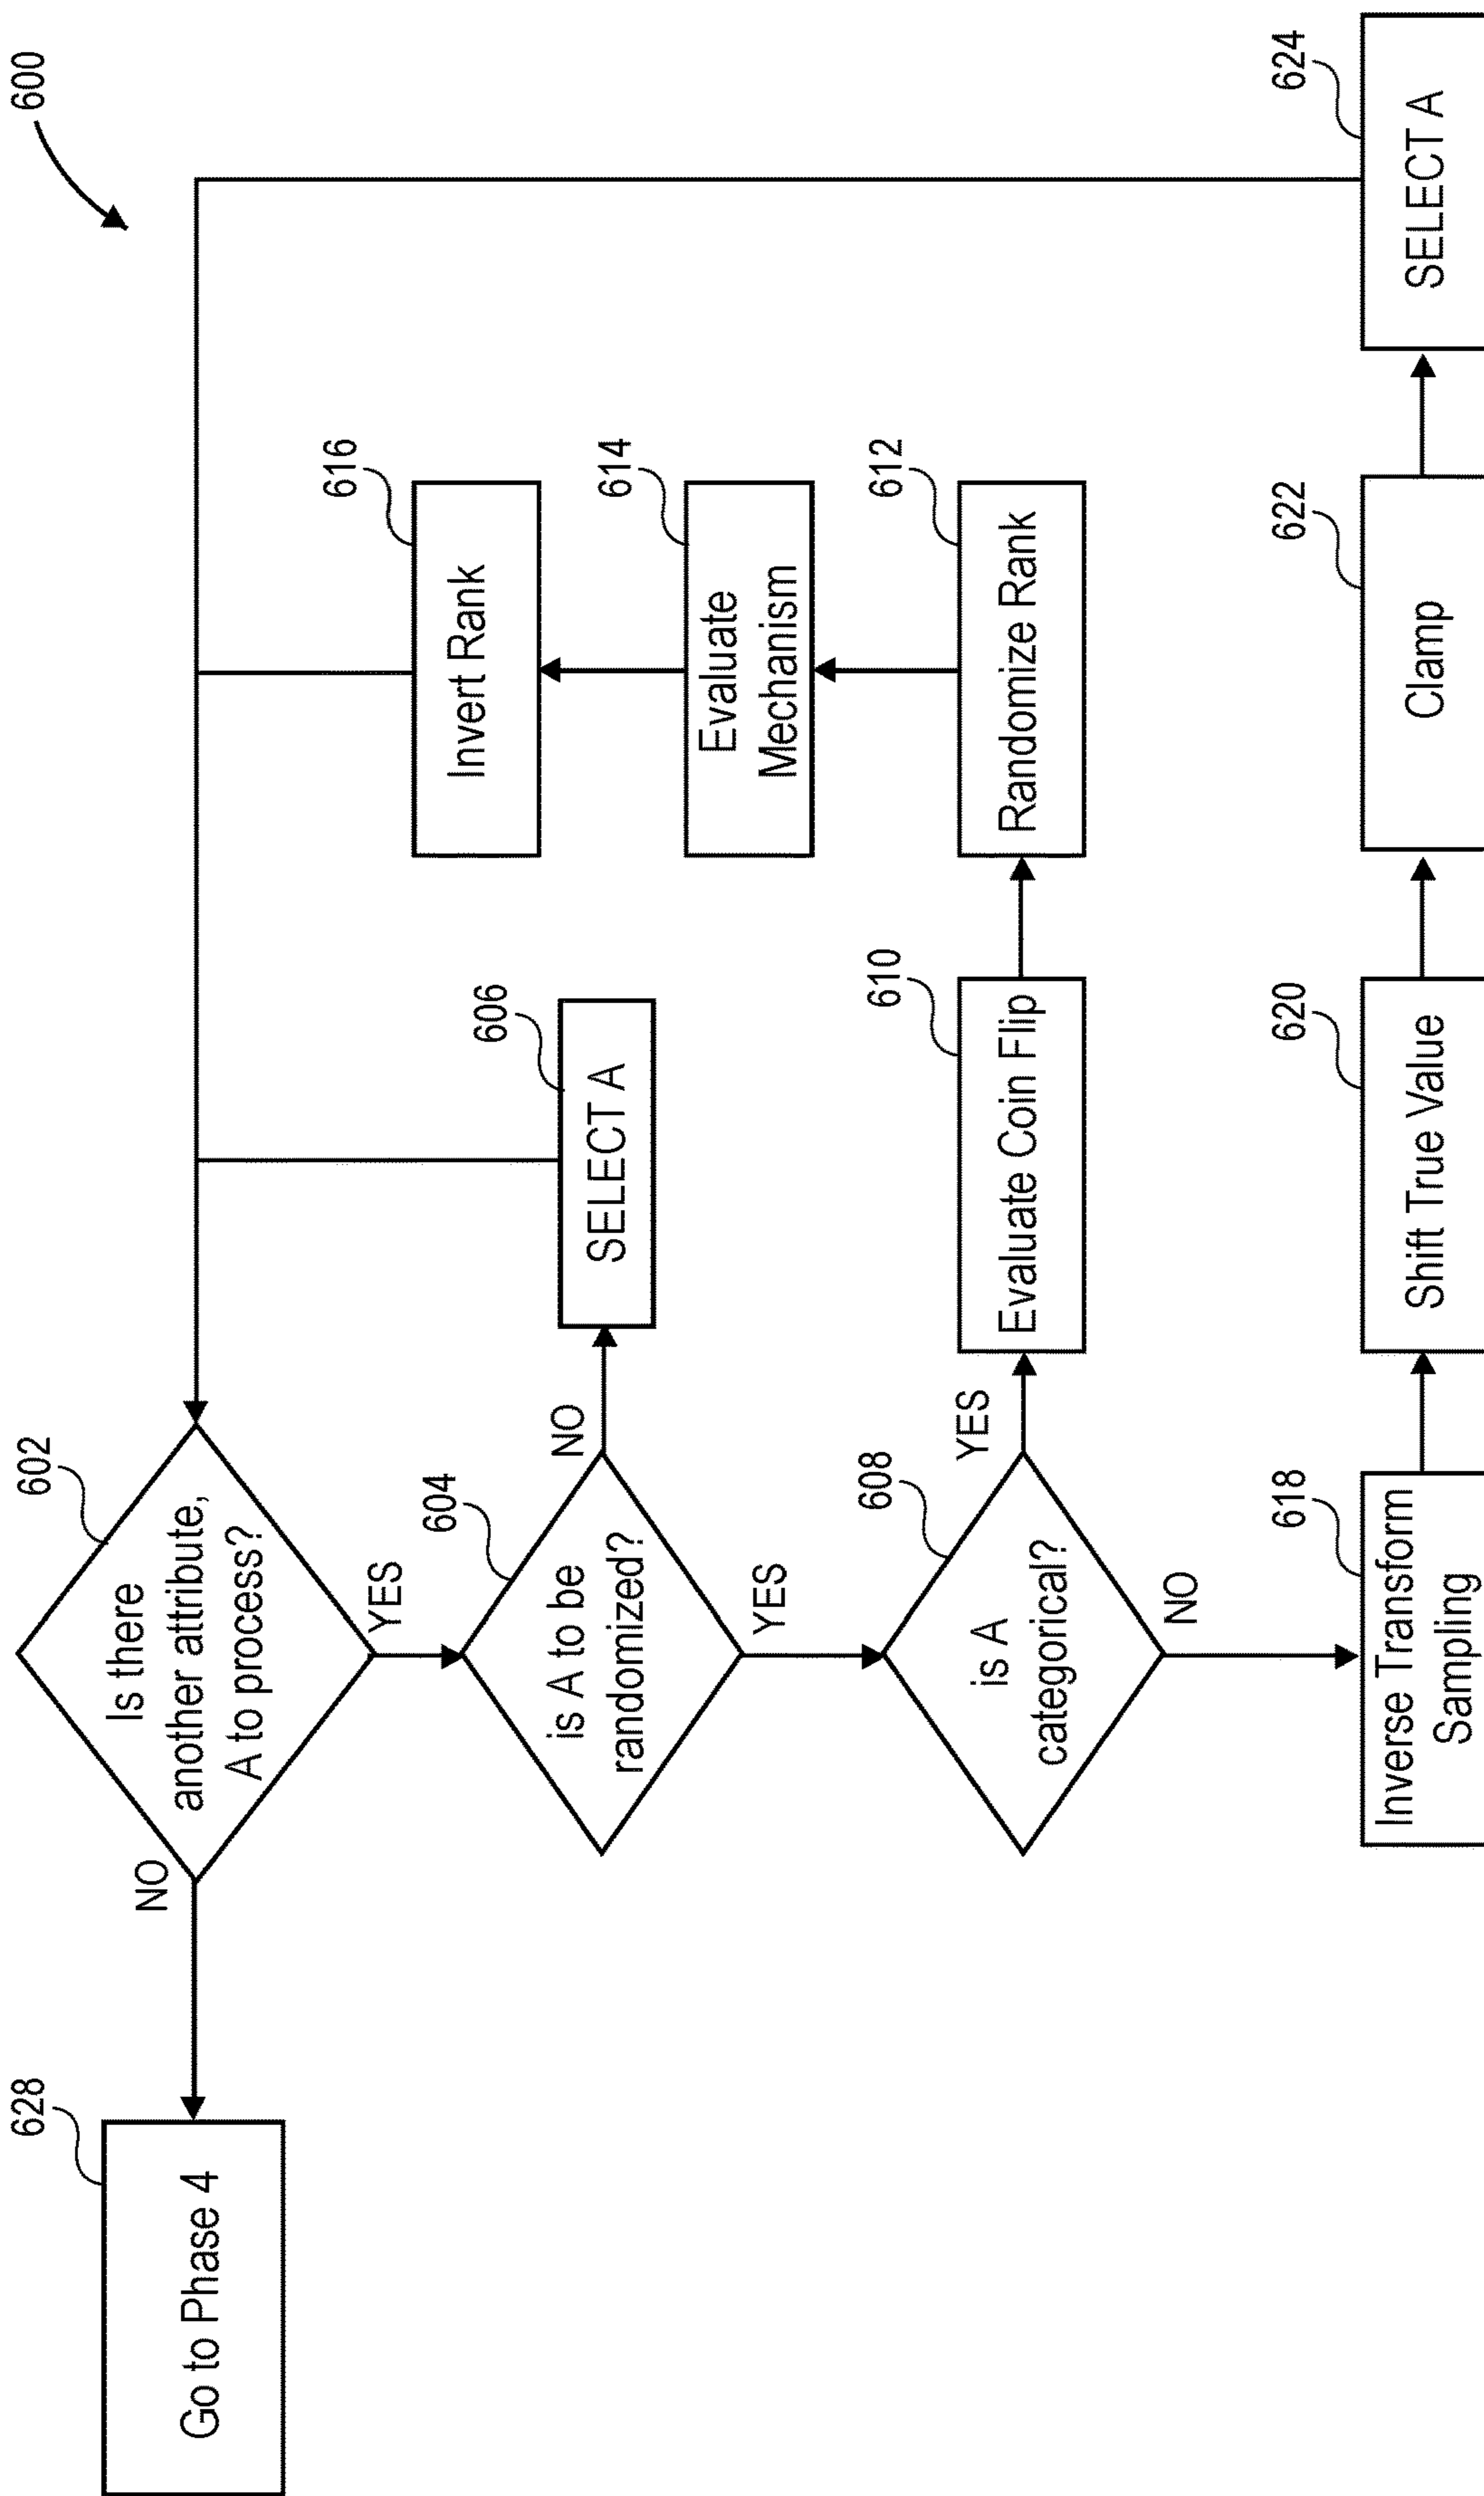 600
628
Go to Phase 4
NO
602
Is there
another attribute,
A to process?
YES
604
is A to be
randomized?
NO
606
SELECT A
YES
608
is A
categorical?
YES
610
Evaluate Coin Flip
612
Randomize Rank
614
Evaluate
Mechanism
616
Invert Rank
NO
618
Inverse Transform
Sampling
620
Shift True Value
622
Clamp
624
SELECT A